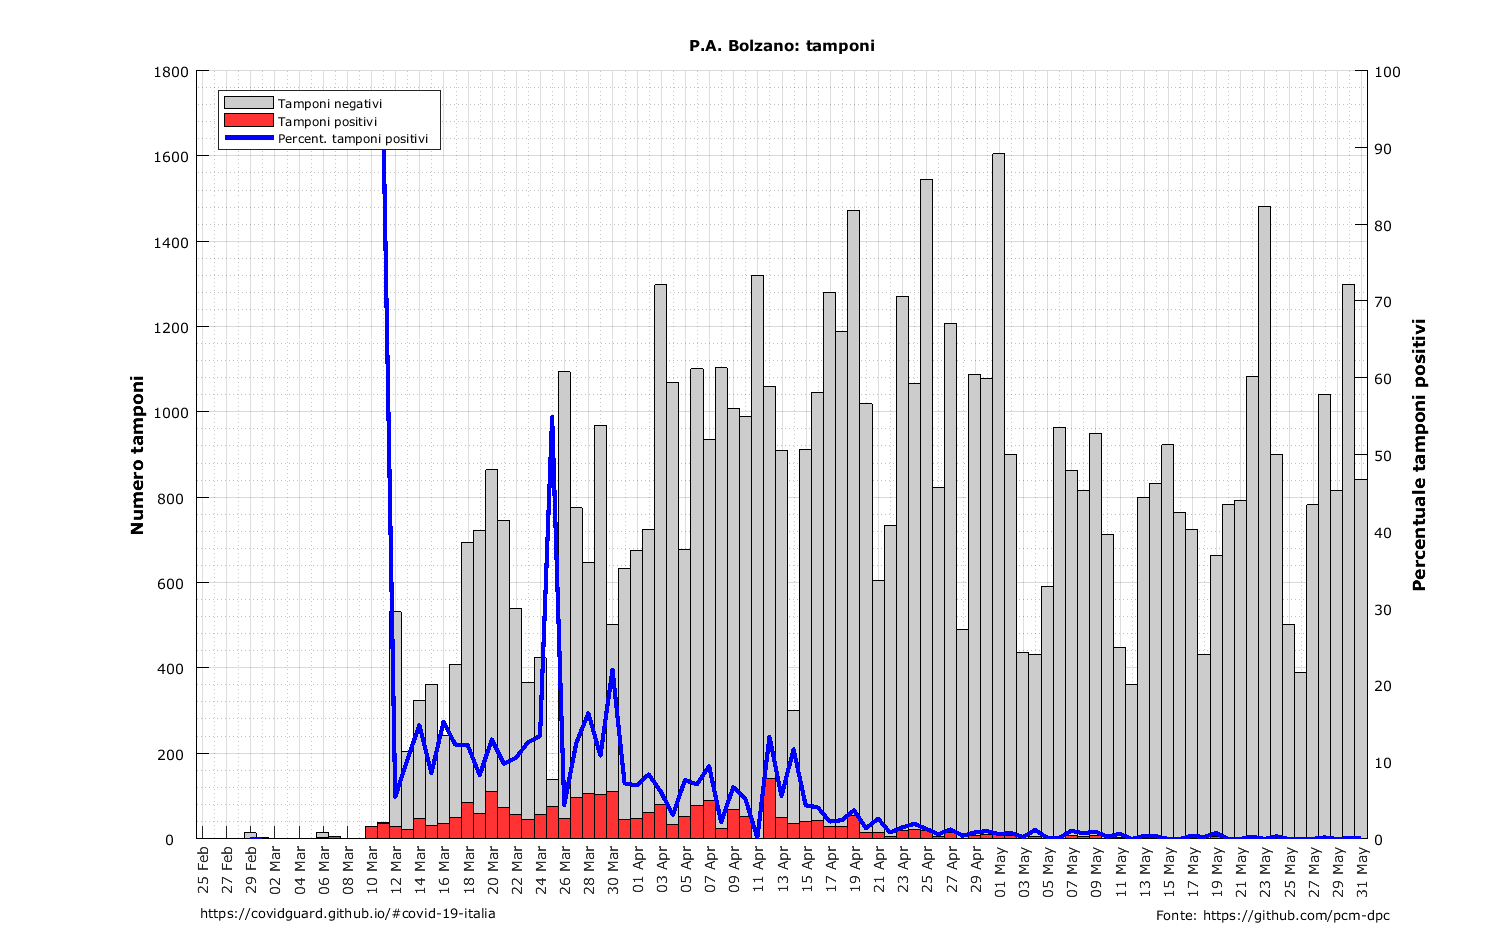 P.A. Bolzano: tamponi
Tamponi negativi
Tamponi positivi
Percent. tamponi positivi
Numero tamponi
1800
1600
1400
1200
1000
800
600
400
200
0
Percentuale tamponi positivi
100
90
80
70
60
50
40
30
20
10
0
25 Feb
27 Feb
29 Feb
02 Mar
04 Mar
06 Mar
08 Mar
10 Mar
12 Mar
14 Mar
16 Mar
18 Mar
20 Mar
22 Mar
24 Mar
26 Mar
28 Mar
30 Mar
01 Apr
03 Apr
05 Apr
07 Apr
09 Apr
11 Apr
13 Apr
15 Apr
17 Apr
19 Apr
21 Apr
23 Apr
25 Apr
27 Apr
29 Apr
01 May
03 May
05 May
07 May
09 May
11 May
13 May
15 May
17 May
19 May
21 May
23 May
25 May
27 May
29 May
31 May
https://covidguard.github.io/#covid-19-italia
Fonte: https://github.com/pcm-dpc